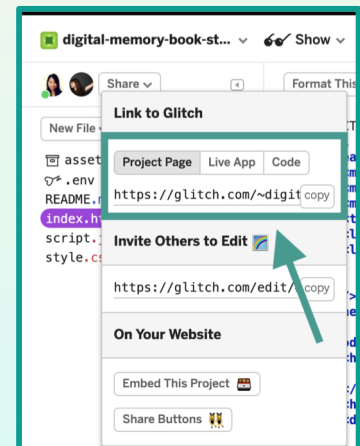 digital-memory-book-st... Show
Share
Format This
Link to Glitch
New File
Project Page Live App Code
asset
.env
https://glitch.com/~digit copy
README.
index.h
Invite Others to Edit
script.
style.cs
https://glitch.com/edit/ copy
On Your Website
Embed This Project
Share Buttons